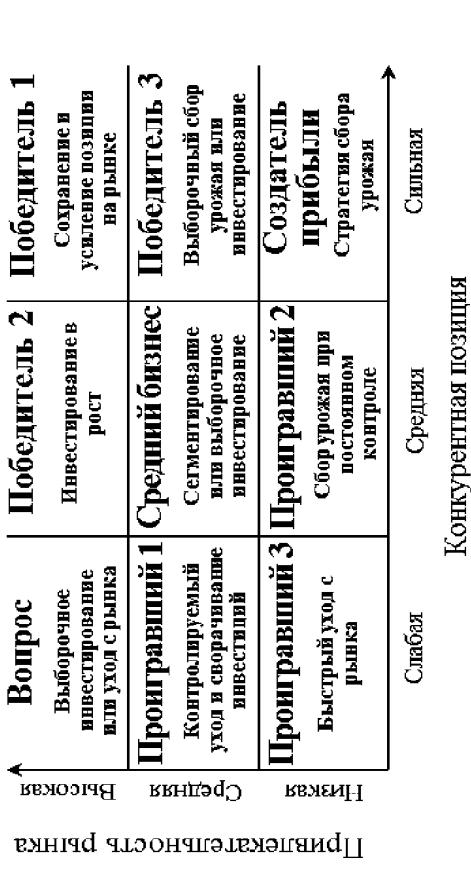 Привлекательность рынка
Высокая
Вопрос
Выборочное
инвестирование
или уход с рынка
Победитель 2
Инвестирование в
рост
Победитель 1
Сохранение и
усиление позиции
на рынке
Средняя
Проигравший 1
Контролируемый
уход и сворачивание
инвестиций
Средний бизнес
Сегментирование
или выборочное
инвестирование
Победитель 3
Выборочный сбор
урожая или
инвестирование
Низкая
Проигравший 3
Быстрый уход с
рынка
Проигравший 2
Сбор урожая при
постоянном
контроле
Создатель
прибыли
Стратегия сбора
урожая
Слабая
Средняя
Сильная
Конкурентная позиция